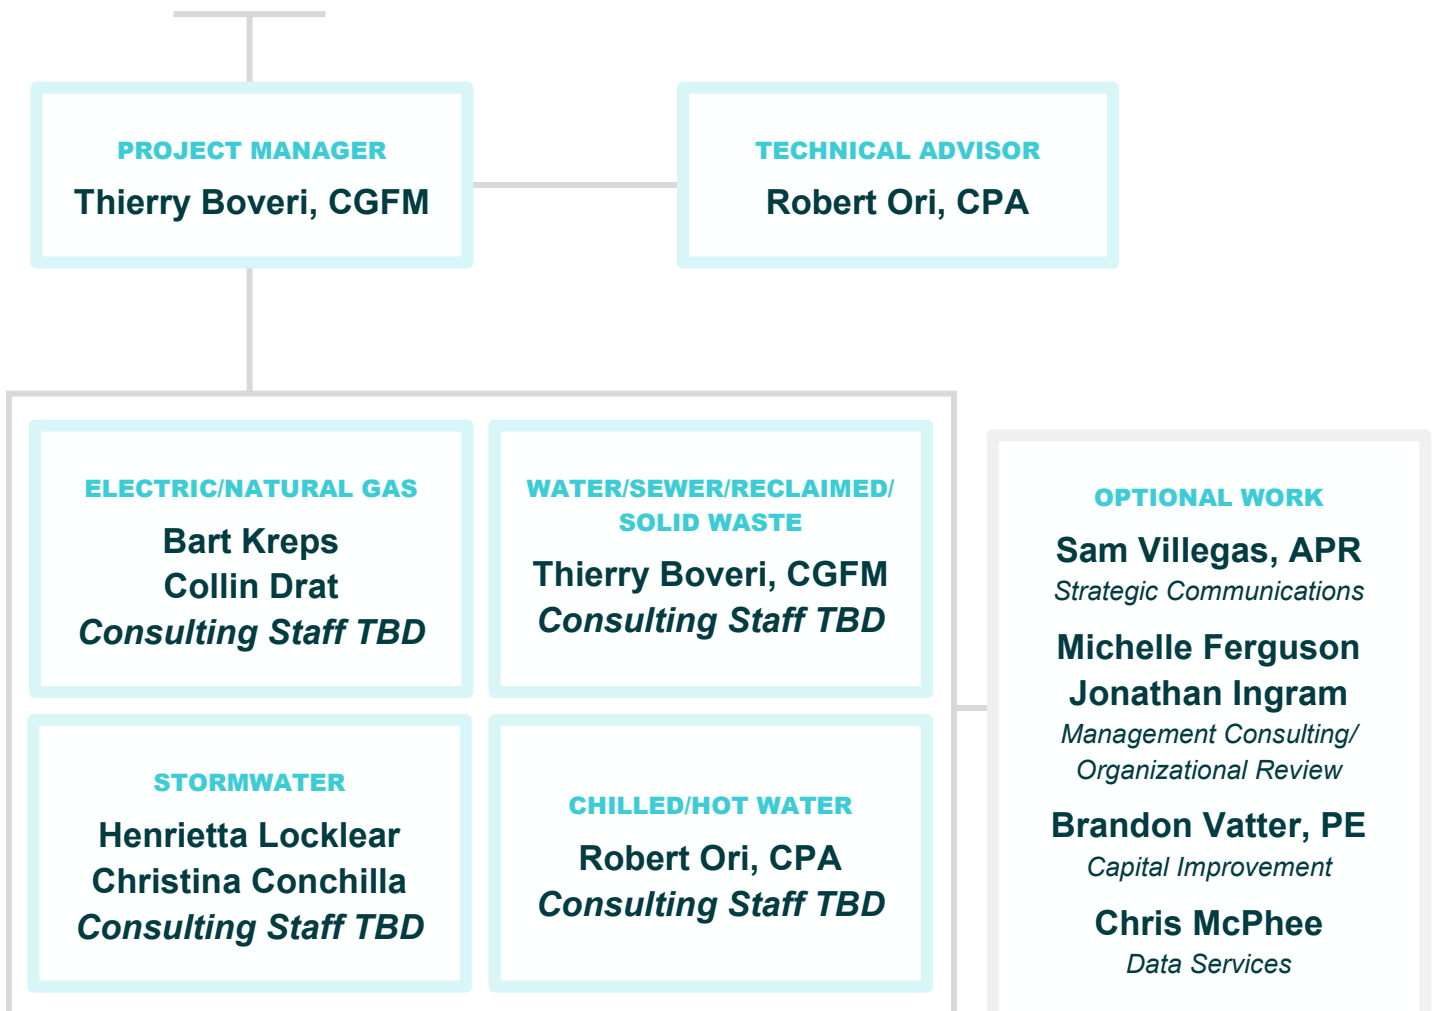 PROJECT MANAGER
Thierry Boveri, CGFM
TECHNICAL ADVISOR
Robert Ori, CPA
ELECTRIC/NATURAL GAS
Bart Kreps
Collin Drat
Consulting Staff TBD
WATER/SEWER/RECLAIMED/
SOLID WASTE
Thierry Boveri, CGFM
Consulting Staff TBD
STORMWATER
Henrietta Locklear
Christina Conchilla
Consulting Staff TBD
CHILLED/HOT WATER
Robert Ori, CPA
Consulting Staff TBD
OPTIONAL WORK
Sam Villegas, APR
Strategic Communications
Michelle Ferguson
Jonathan Ingram
Management Consulting/
Organizational Review
Brandon Vatter, PE
Capital Improvement
Chris McPhee
Data Services